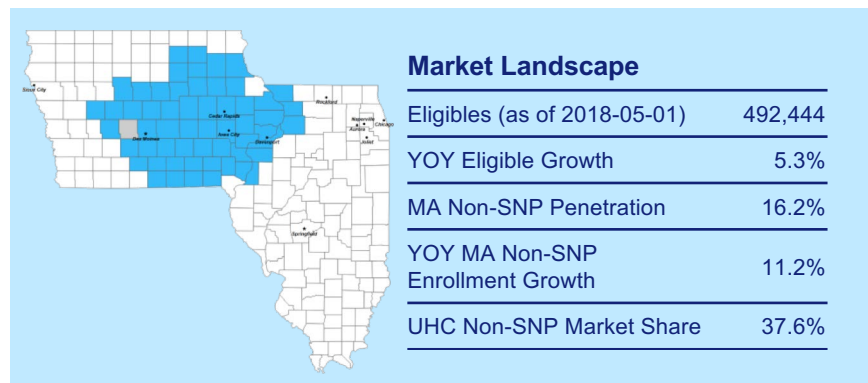 Sioux City
Rockford
Cedar Rapids
Naperville
Chicago
Aurora
Des Moines
Iowa City
Davenport
Joliet
Springfield
Market Landscape
Eligibles (as of 2018-05-01) 492,444
YOY Eligible Growth 5.3%
MA Non-SNP Penetration 16.2%
YOY MA Non-SNP
Enrollment Growth 11.2%
UHC Non-SNP Market Share 37.6%